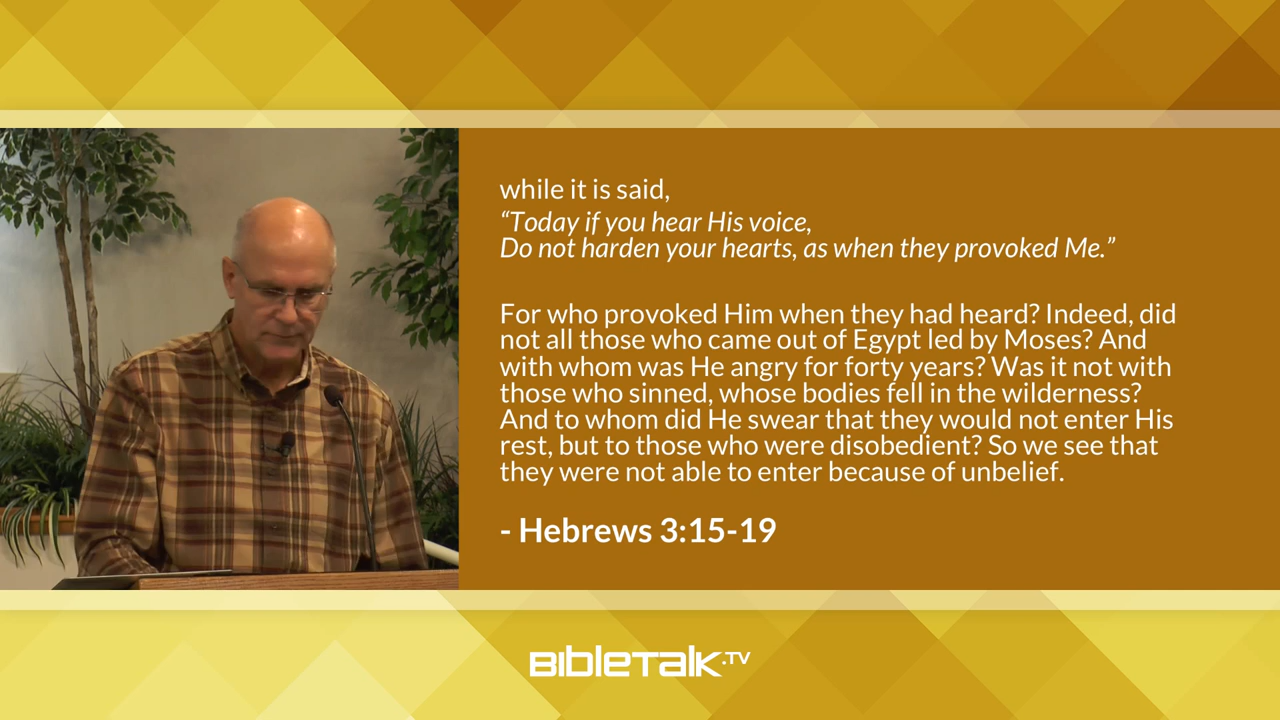 while it is said,
“Today if you hear His voice,
Do not harden your hearts, as when they provoked Me.”
For who provoked Him when they had heard? Indeed, did
not all those who came out of Egypt led by Moses? And
with whom was He angry for forty years? Was it not with
those who sinned, whose bodies fell in the wilderness?
And to whom did He swear that they would not enter His
rest, but to those who were disobedient? So we see that
they were not able to enter because of unbelief.
- Hebrews 3:15-19
BIBLETALK.TV